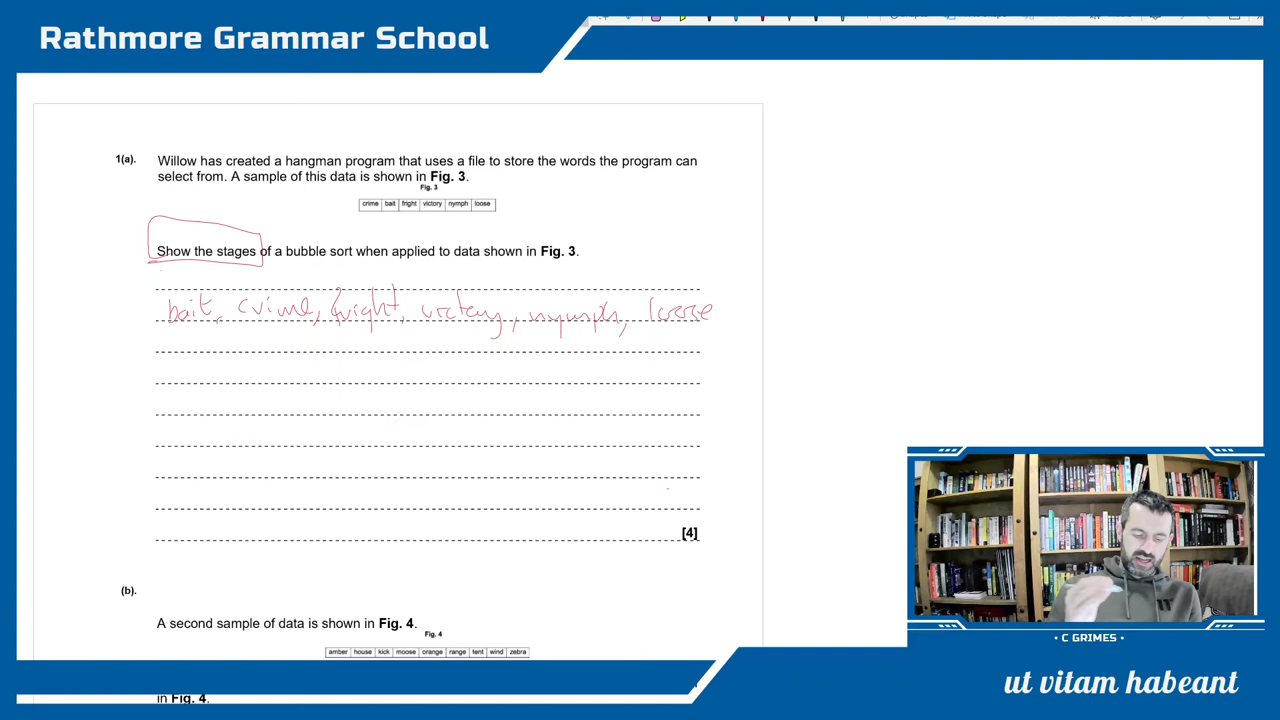 Rathmore Grammar School
1(a). Willow has created a hangman program that uses a file to store the words the program can
select from. A sample of this data is shown in Fig. 3.
Fig. 3
crime bait fright victory nymph loose
Show the stages of a bubble sort when applied to data shown in Fig. 3.
bait, crime, fright, victory, nymph, loose
[4]
(b).
A second sample of data is shown in Fig. 4.
Fig. 4
amber house kick moose orange range tent wind zebra
in Fig. 4.
• C GRIMES •
ut vitam habeant